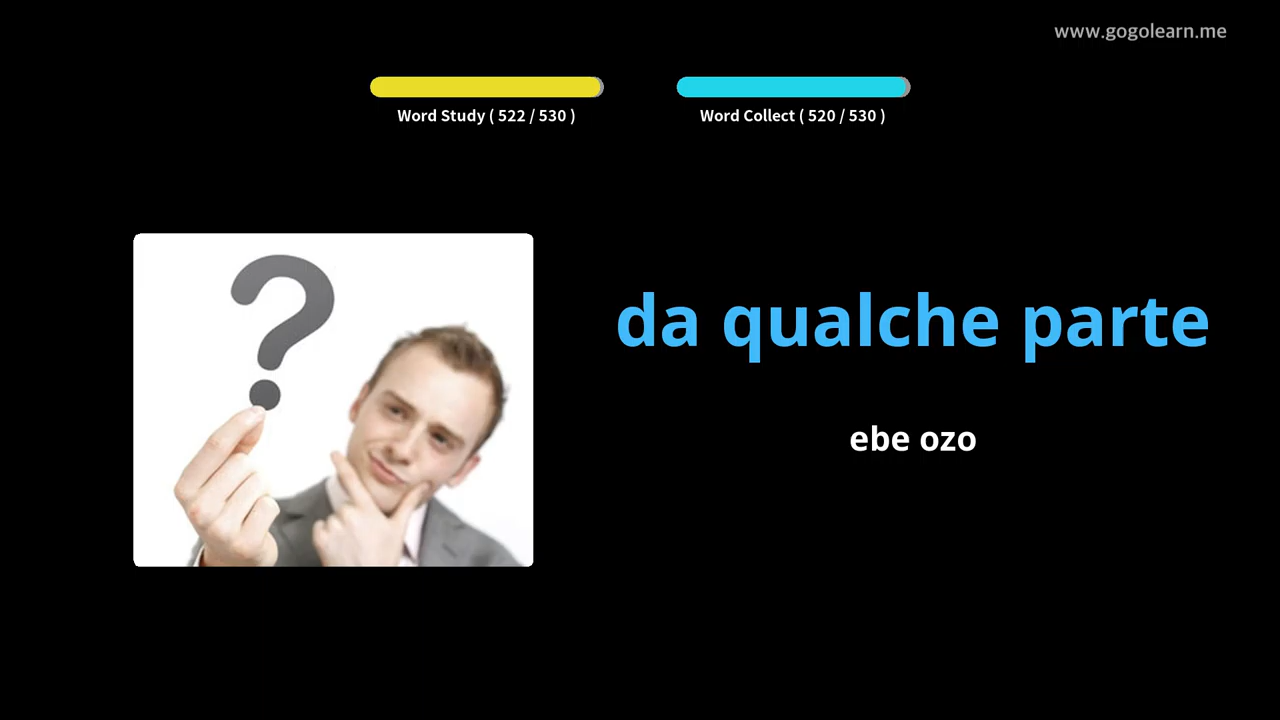 www.gogolearn.me
Word Study ( 522 / 530 )
Word Collect ( 520 / 530 )
da qualche parte
ebe ozo